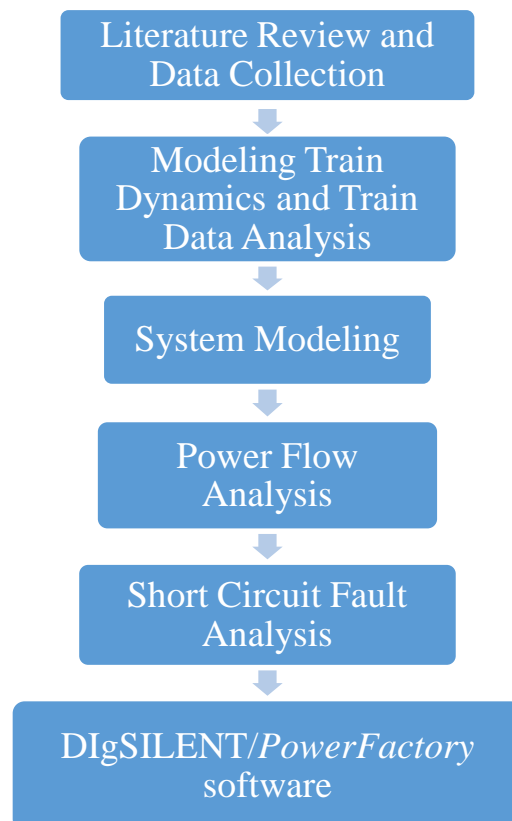 Literature Review and
Data Collection
Modeling Train
Dynamics and Train
Data Analysis
System Modeling
Power Flow
Analysis
Short Circuit Fault
Analysis
DIgSILENT/PowerFactory
software